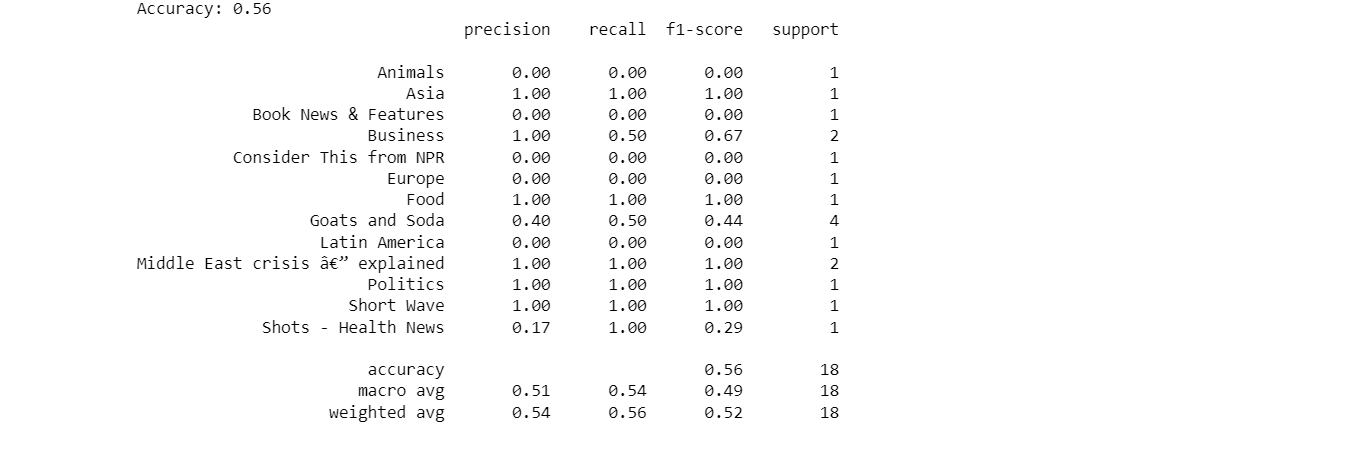 Accuracy: 0.56
precision recall f1-score support
Animals 0.00 0.00 0.00 1
Asia 1.00 1.00 1.00 1
Book News & Features 0.00 0.00 0.00 1
Business 1.00 0.50 0.67 2
Consider This from NPR 0.00 0.00 0.00 1
Europe 0.00 0.00 0.00 1
Food 1.00 1.00 1.00 1
Goats and Soda 0.40 0.50 0.44 4
Latin America 0.00 0.00 0.00 1
Middle East crisis â€” explained 1.00 1.00 1.00 2
Politics 1.00 1.00 1.00 1
Short Wave 1.00 1.00 1.00 1
Shots - Health News 0.17 1.00 0.29 1
accuracy 0.56 18
macro avg 0.51 0.54 0.49 18
weighted avg 0.54 0.56 0.52 18